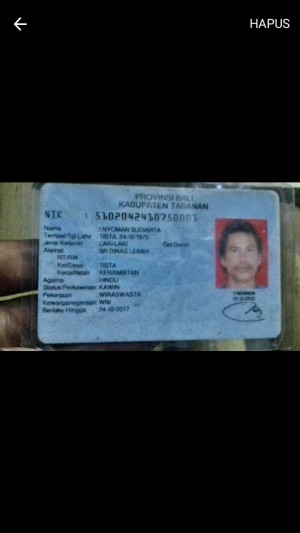 HAPUS
PROVINSI BALI
KABUPATEN TABANAN
NIK : 5102042410750001
Nama : I NYOMAN SUDIARTA
Tempat/Tgl Lahir : TISTA, 24-10-1975
Jenis Kelamin : LAKI-LAKI Gol Darah
Alamat : BR DINAS LEBAH
RT/RW :
Kel/Desa : TISTA
Kecamatan : KERAMBITAN
Agama : HINDU
Status Perkawinan: KAWIN
Pekerjaan : WIRASWASTA
Kewarganegaraan: WNI
Berlaku Hingga : 24-10-2017
TABANAN